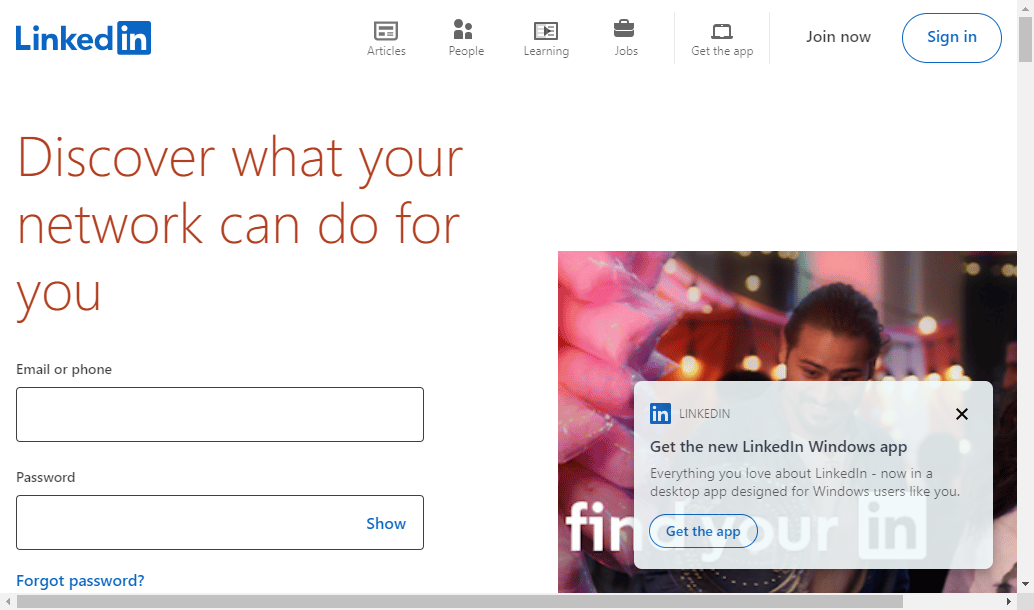 Linked in
Articles
People
Learning
Jobs
Get the app
Join now
Sign in
Discover what your
network can do for
you
Email or phone
Password
Show
Forgot password?
LINKEDIN
Get the new LinkedIn Windows app
Everything you love about LinkedIn - now in a
desktop app designed for Windows users like you.
Get the app
find your in